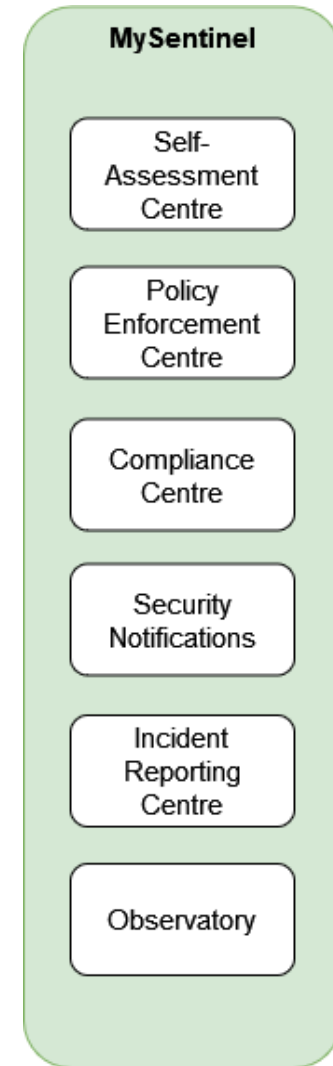 MySentinel
Self-
Assessment
Centre
Policy
Enforcement
Centre
Compliance
Centre
Security
Notifications
Incident
Reporting
Centre
Observatory